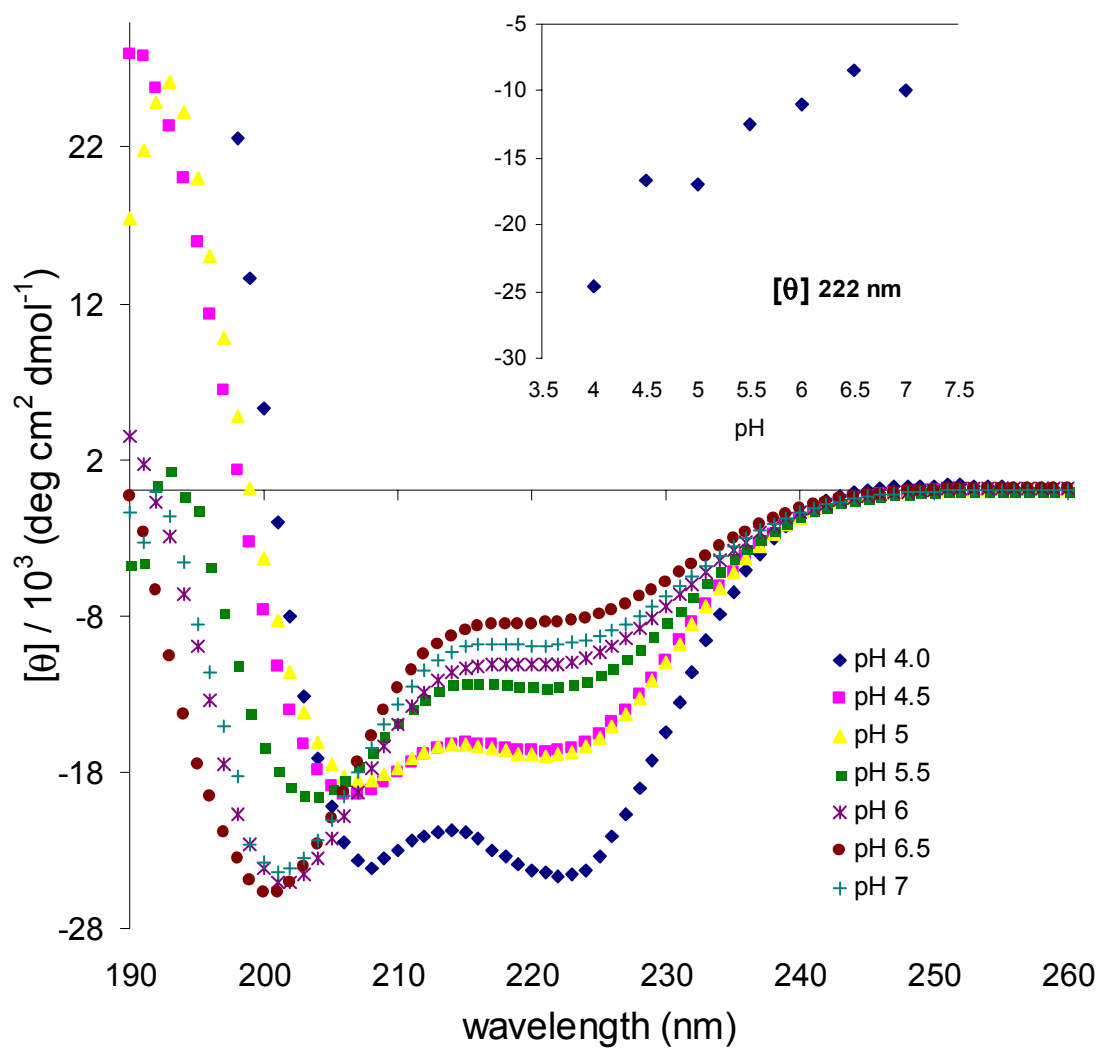 [θ] / 10³ (deg cm² dmol⁻¹)
22
12
2
-8
-18
-28
190 200 210 220 230 240 250 260
wavelength (nm)
-5
-10
-15
-20
-25
-30
3.5 4 4.5 5 5.5 6 6.5 7 7.5
pH
[θ] 222 nm
pH 4.0
pH 4.5
pH 5
pH 5.5
pH 6
pH 6.5
pH 7